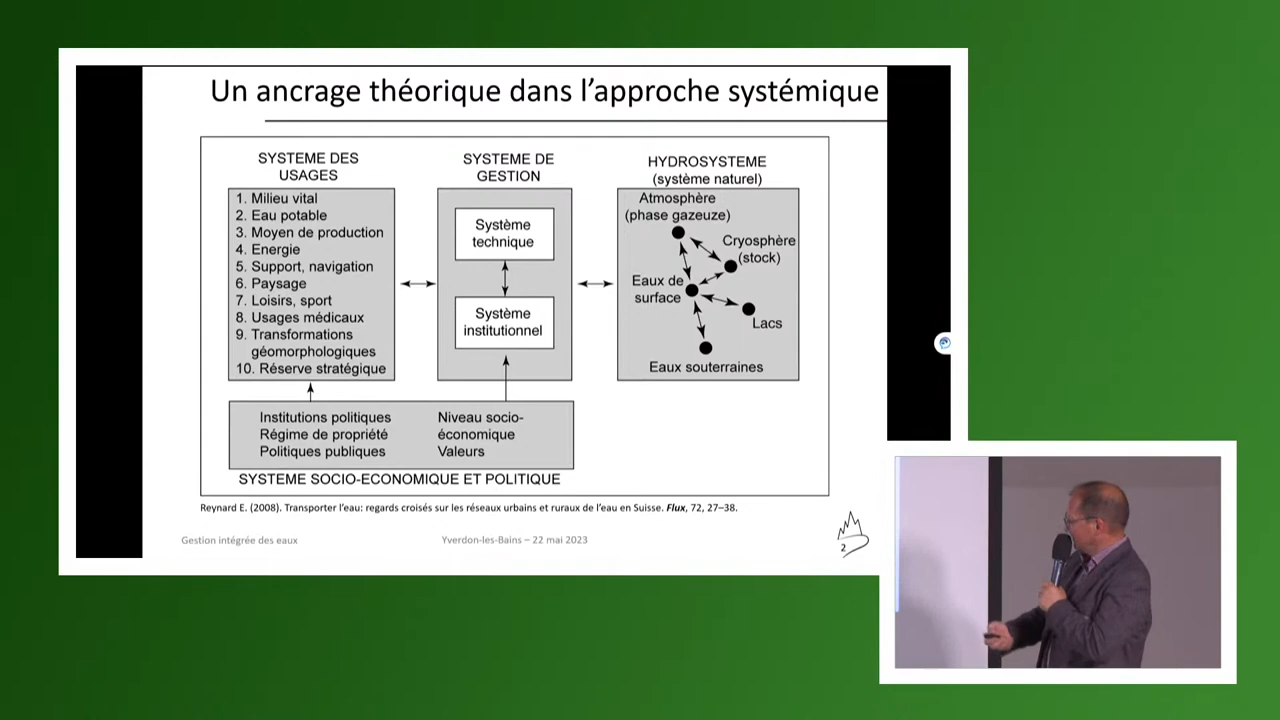 Un ancrage théorique dans l'approche systémique
SYSTEME DES
USAGES
1. Milieu vital
2. Eau potable
3. Moyen de production
4. Energie
5. Support, navigation
6. Paysage
7. Loisirs, sport
8. Usages médicaux
9. Transformations
géomorphologiques
10. Réserve stratégique
SYSTEME DE
GESTION
Système
technique
Système
institutionnel
HYDROSYSTEME
(système naturel)
Atmosphère
(phase gazeuze)
Cryosphère
(stock)
Eaux de
surface
Lacs
Eaux souterraines
Institutions politiques
Régime de propriété
Politiques publiques
Niveau socio-
économique
Valeurs
SYSTEME SOCIO-ECONOMIQUE ET POLITIQUE
Reynard E. (2008). Transporter l'eau: regards croisés sur les réseaux urbains et ruraux de l'eau en Suisse. Flux, 72, 27–38.
Gestion intégrée des eaux
Yverdon-les-Bains – 22 mai 2023
2